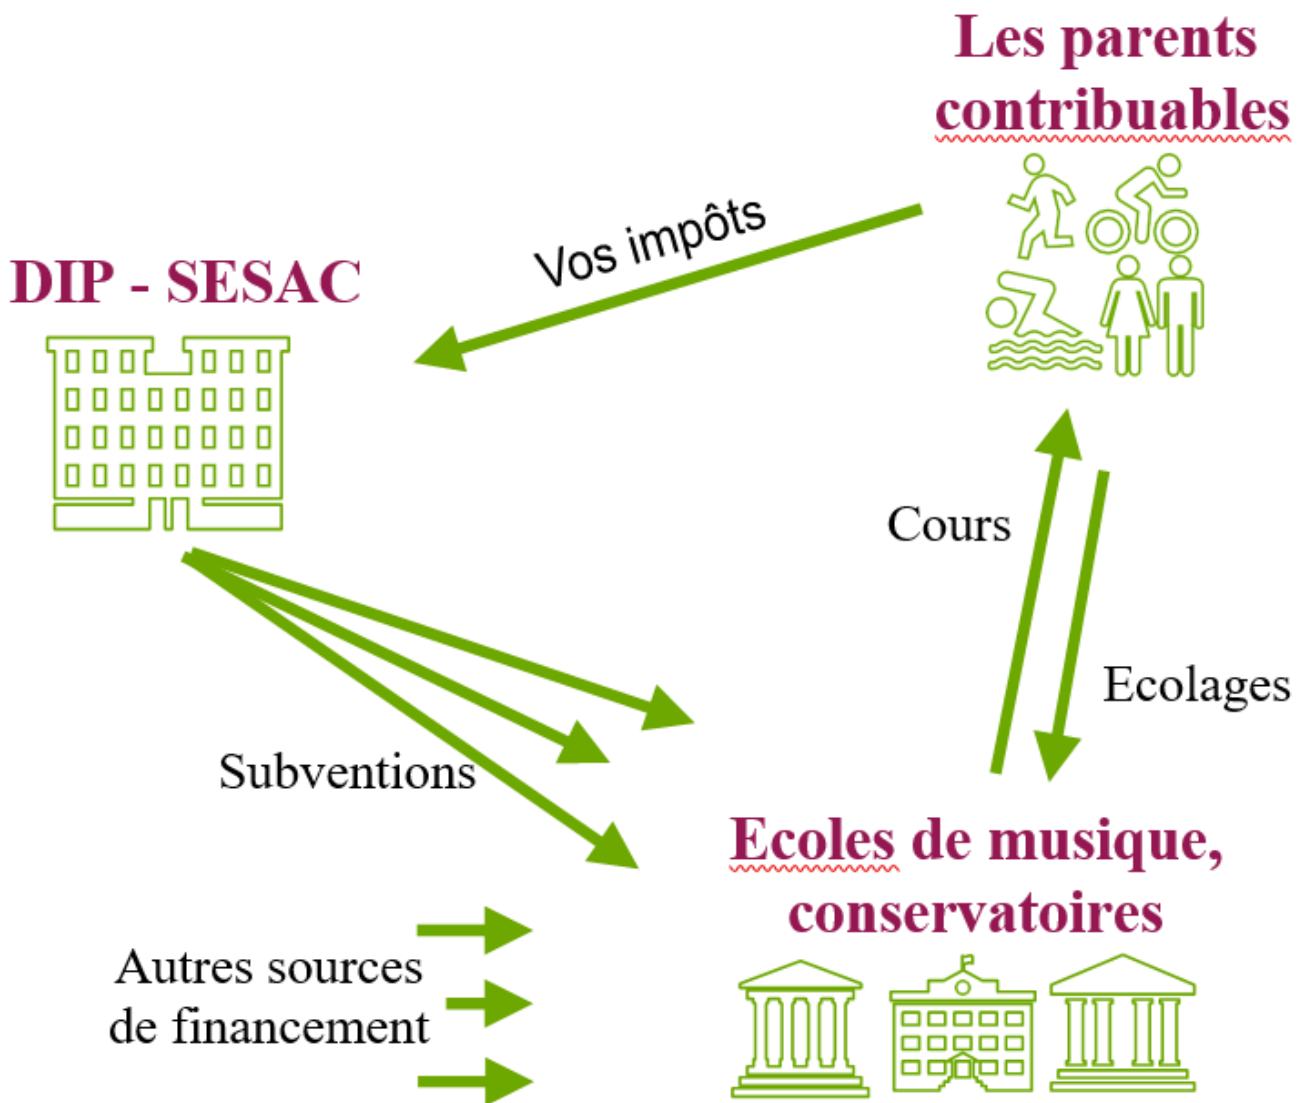 Les parents
contribuables
Vos impôts
DIP - SESAC
Cours
Ecolages
Subventions
Ecoles de musique,
conservatoires
Autres sources
de financement